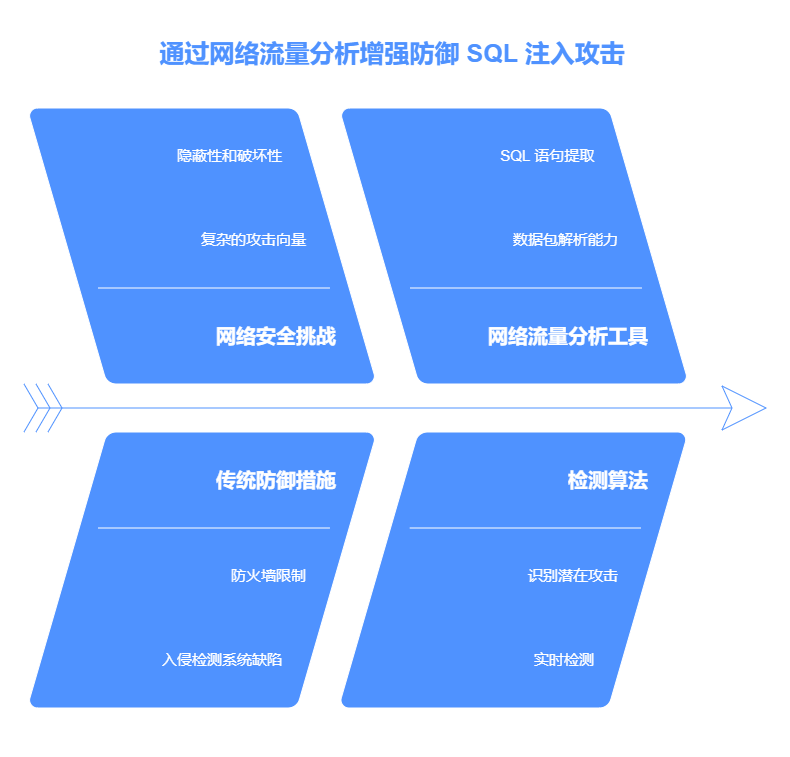 通过网络流量分析增强防御 SQL 注入攻击
隐蔽性和破坏性
复杂的攻击向量
网络安全挑战
SQL 语句提取
数据包解析能力
网络流量分析工具
传统防御措施
防火墙限制
入侵检测系统缺陷
检测算法
识别潜在攻击
实时检测